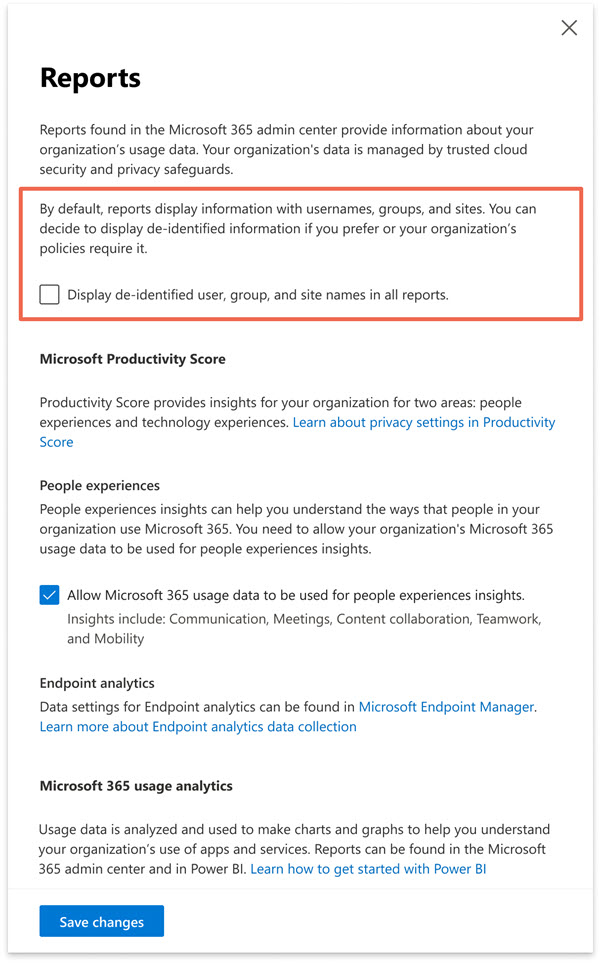 Reports
Reports found in the Microsoft 365 admin center provide information about your
organization’s usage data. Your organization's data is managed by trusted cloud
security and privacy safeguards.
By default, reports display information with usernames, groups, and sites. You can
decide to display de-identified information if you prefer or your organization’s
policies require it.
Display de-identified user, group, and site names in all reports.
Microsoft Productivity Score
Productivity Score provides insights for your organization for two areas: people
experiences and technology experiences. Learn about privacy settings in Productivity
Score
People experiences
People experiences insights can help you understand the ways that people in your
organization use Microsoft 365. You need to allow your organization's Microsoft 365
usage data to be used for people experiences insights.
Allow Microsoft 365 usage data to be used for people experiences insights.
Insights include: Communication, Meetings, Content collaboration, Teamwork,
and Mobility
Endpoint analytics
Data settings for Endpoint analytics can be found in Microsoft Endpoint Manager.
Learn more about Endpoint analytics data collection
Microsoft 365 usage analytics
Usage data is analyzed and used to make charts and graphs to help you understand
your organization’s use of apps and services. Reports can be found in the Microsoft
365 admin center and in Power BI. Learn how to get started with Power BI
Save changes